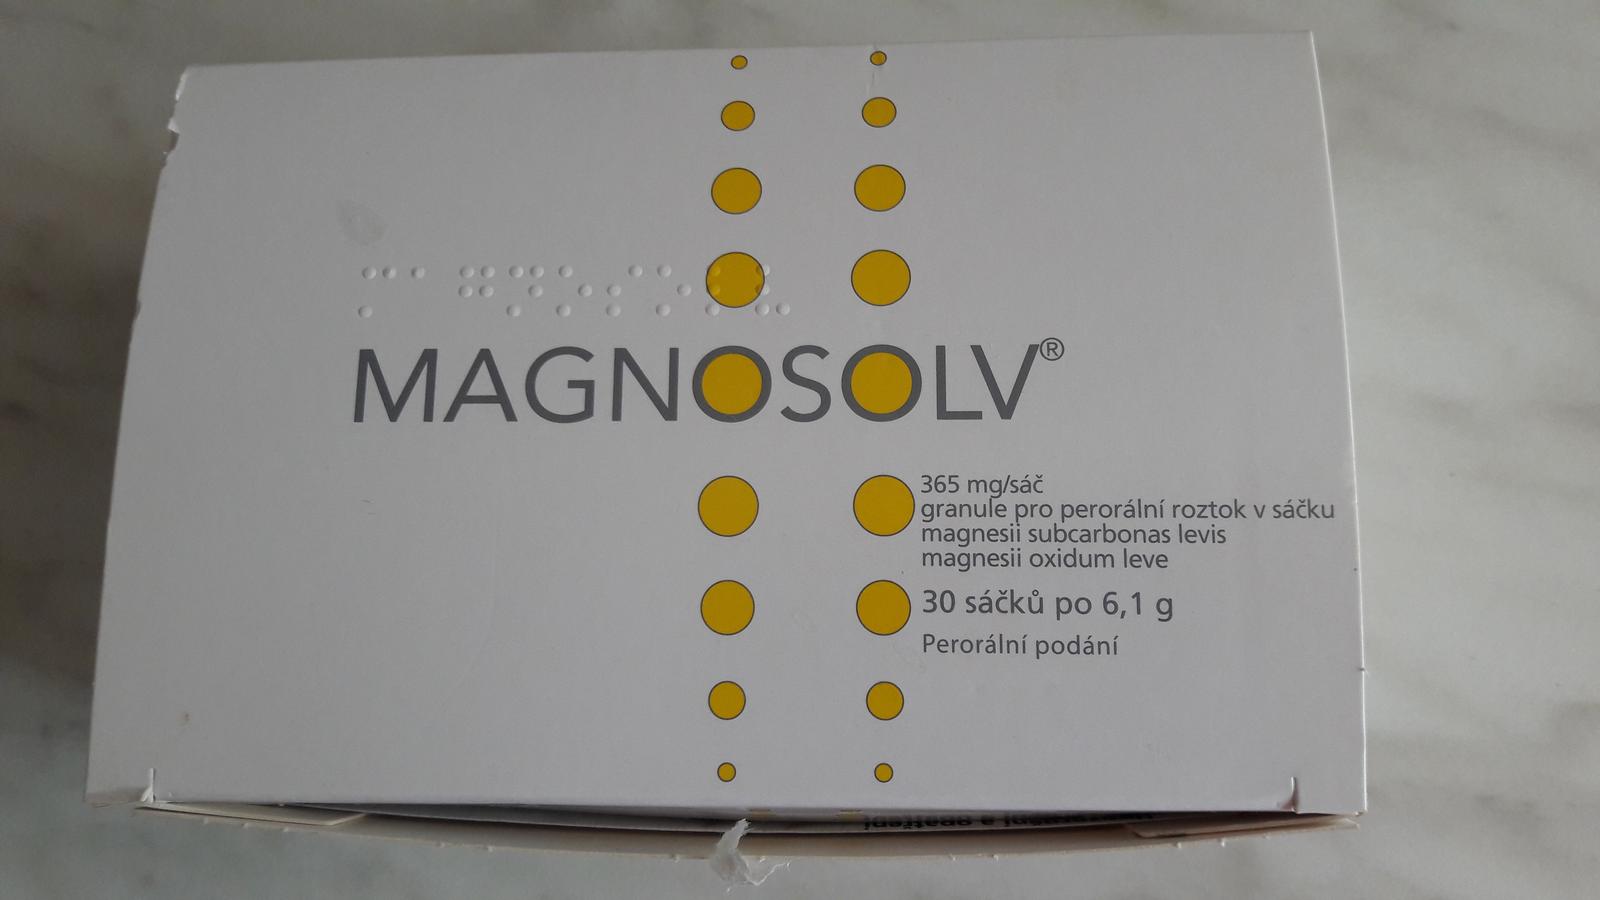 MAGNOSOLV®
365 mg/sáč
granule pro perorální roztok v sáčku
magnesii subcarbonas levis
magnesii oxidum leve
30 sáčků po 6,1 g
Perorální podání